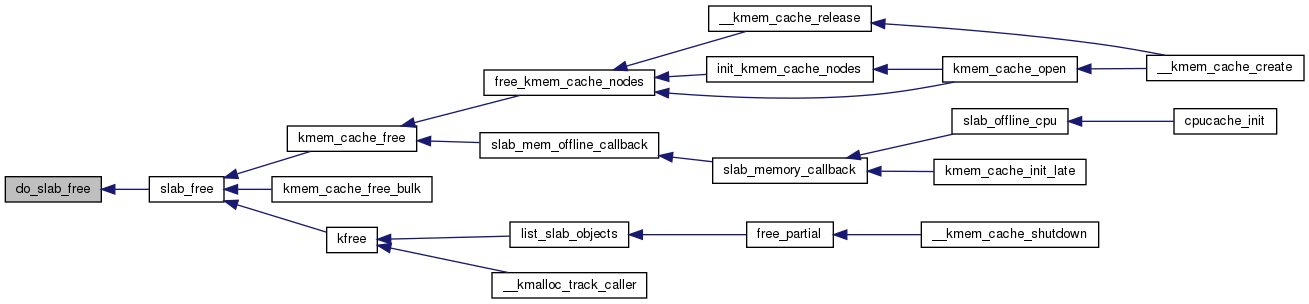 __kmem_cache_release
init_kmem_cache_nodes
kmem_cache_open
__kmem_cache_create
free_kmem_cache_nodes
slab_offline_cpu
cpucache_init
kmem_cache_free
slab_mem_offline_callback
slab_memory_callback
kmem_cache_init_late
do_slab_free
slab_free
kmem_cache_free_bulk
kfree
list_slab_objects
free_partial
__kmem_cache_shutdown
__kmalloc_track_caller